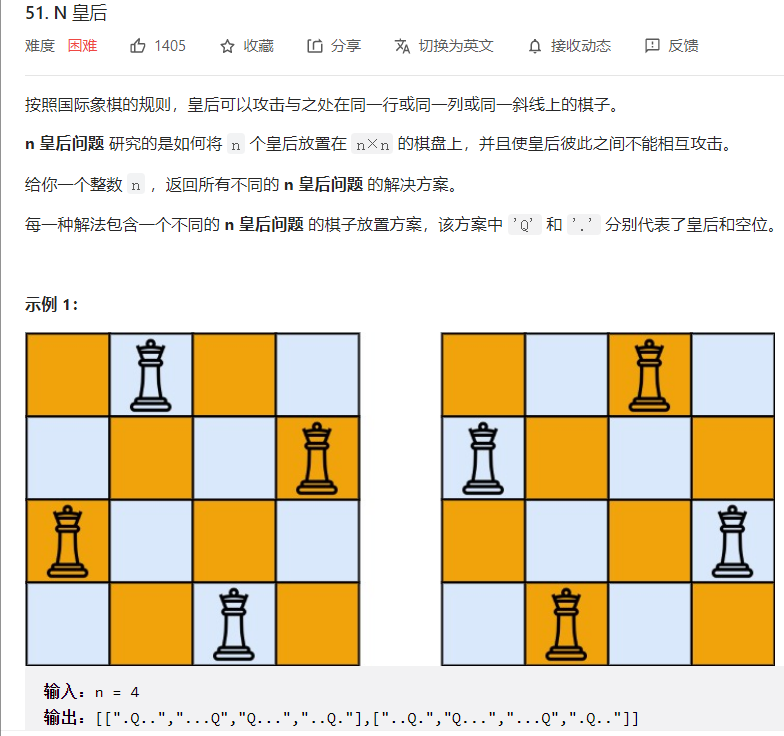 51. N 皇后
难度 困难 1405 收藏 分享 切换为英文 接收动态 反馈
按照国际象棋的规则，皇后可以攻击与之处在同一行或同一列或同一斜线上的棋子。
n 皇后问题 研究的是如何将 n 个皇后放置在 n×n 的棋盘上，并且使皇后彼此之间不能相互攻击。
给你一个整数 n ，返回所有不同的 n 皇后问题 的解决方案。
每一种解法包含一个不同的 n 皇后问题 的棋子放置方案，该方案中 'Q' 和 '.' 分别代表了皇后和空位。
示例 1：
输入：n = 4
输出：[[".Q..","...Q","Q...","..Q."],["..Q.","Q...","...Q",".Q.."]]